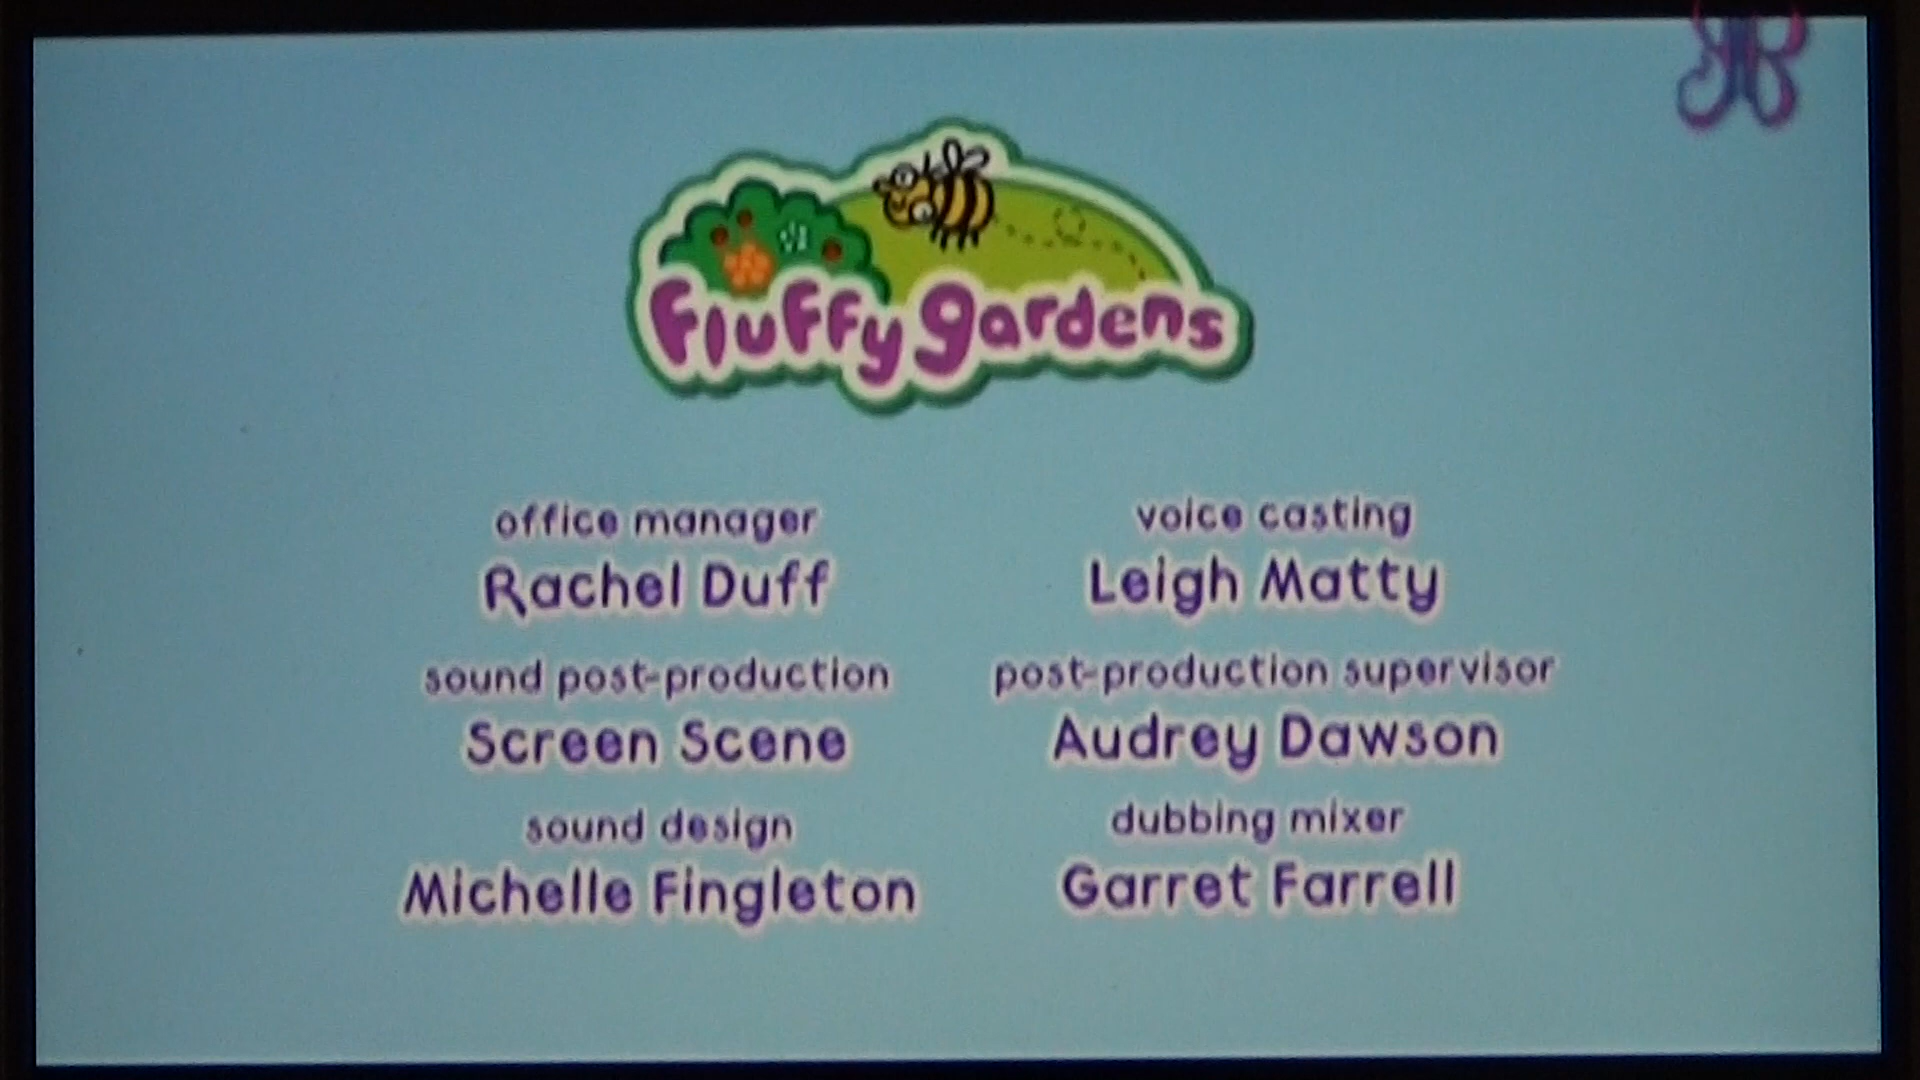 Fluffy gardens
office manager
Rachel Duff
voice casting
Leigh Matty
sound post-production
Screen Scene
post-production supervisor
Audrey Dawson
sound design
Michelle Fingleton
dubbing mixer
Garret Farrell